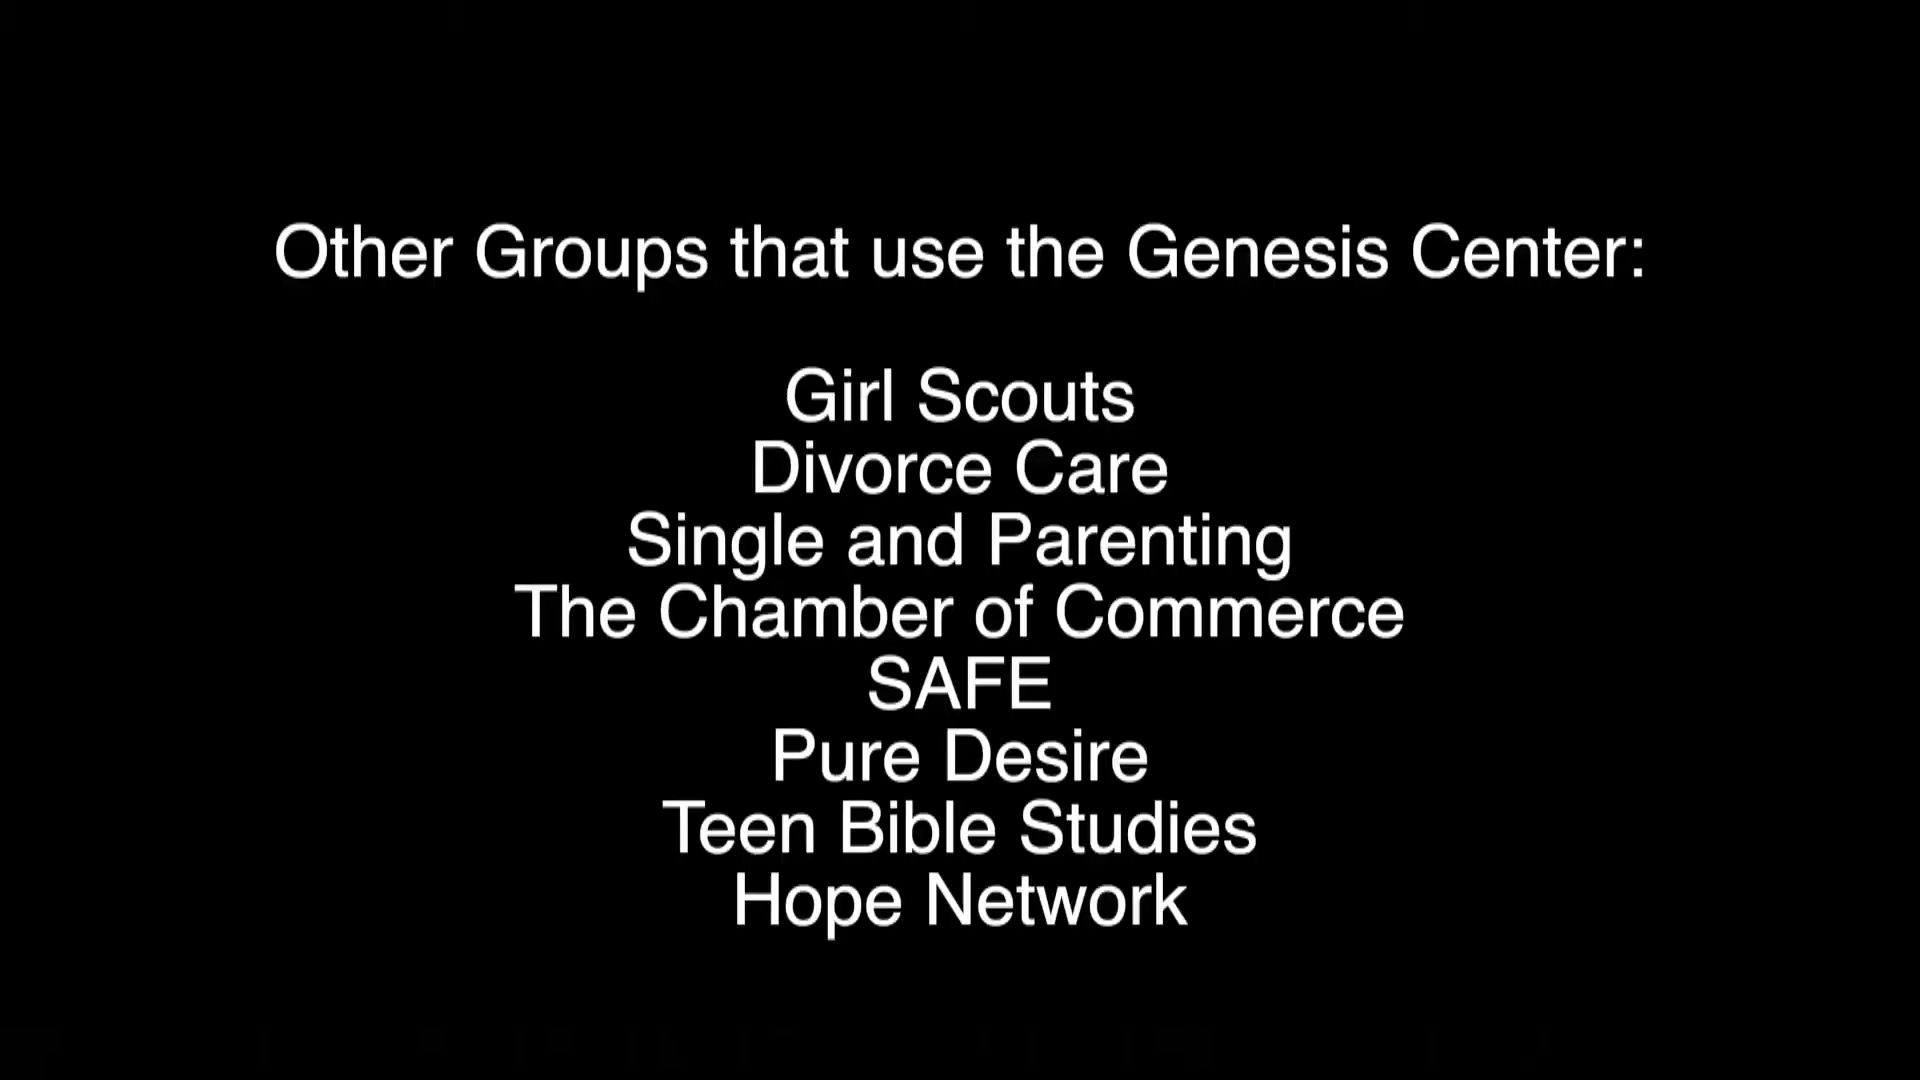 Other Groups that use the Genesis Center:
Girl Scouts
Divorce Care
Single and Parenting
The Chamber of Commerce
SAFE
Pure Desire
Teen Bible Studies
Hope Network